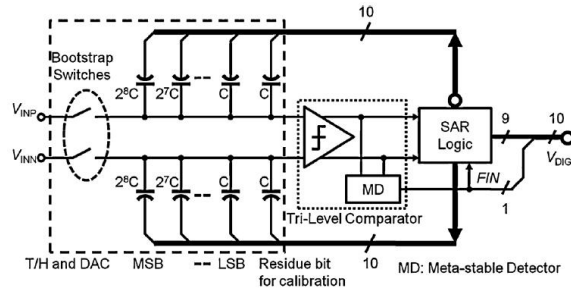 10
Bootstrap
Switches
2⁸C 2⁷C C C
V_INP
V_INN
SAR
Logic
9 10
V_DIG
MD
FIN
1
2⁸C 2⁷C C C
Tri-Level Comparator
10
T/H and DAC MSB --- LSB Residue bit
for calibration
MD: Meta-stable Detector